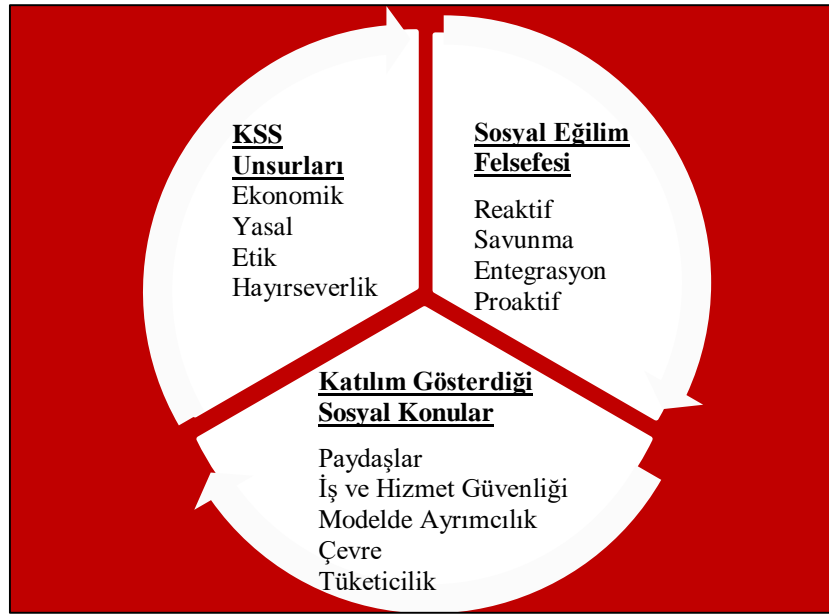 KSS
Unsurları
Ekonomik
Yasal
Etik
Hayırseverlik
Sosyal Eğilim
Felsefesi
Reaktif
Savunma
Entegrasyon
Proaktif
Katılım Gösterdiği
Sosyal Konular
Paydaşlar
İş ve Hizmet Güvenliği
Modelde Ayrımcılık
Çevre
Tüketicilik